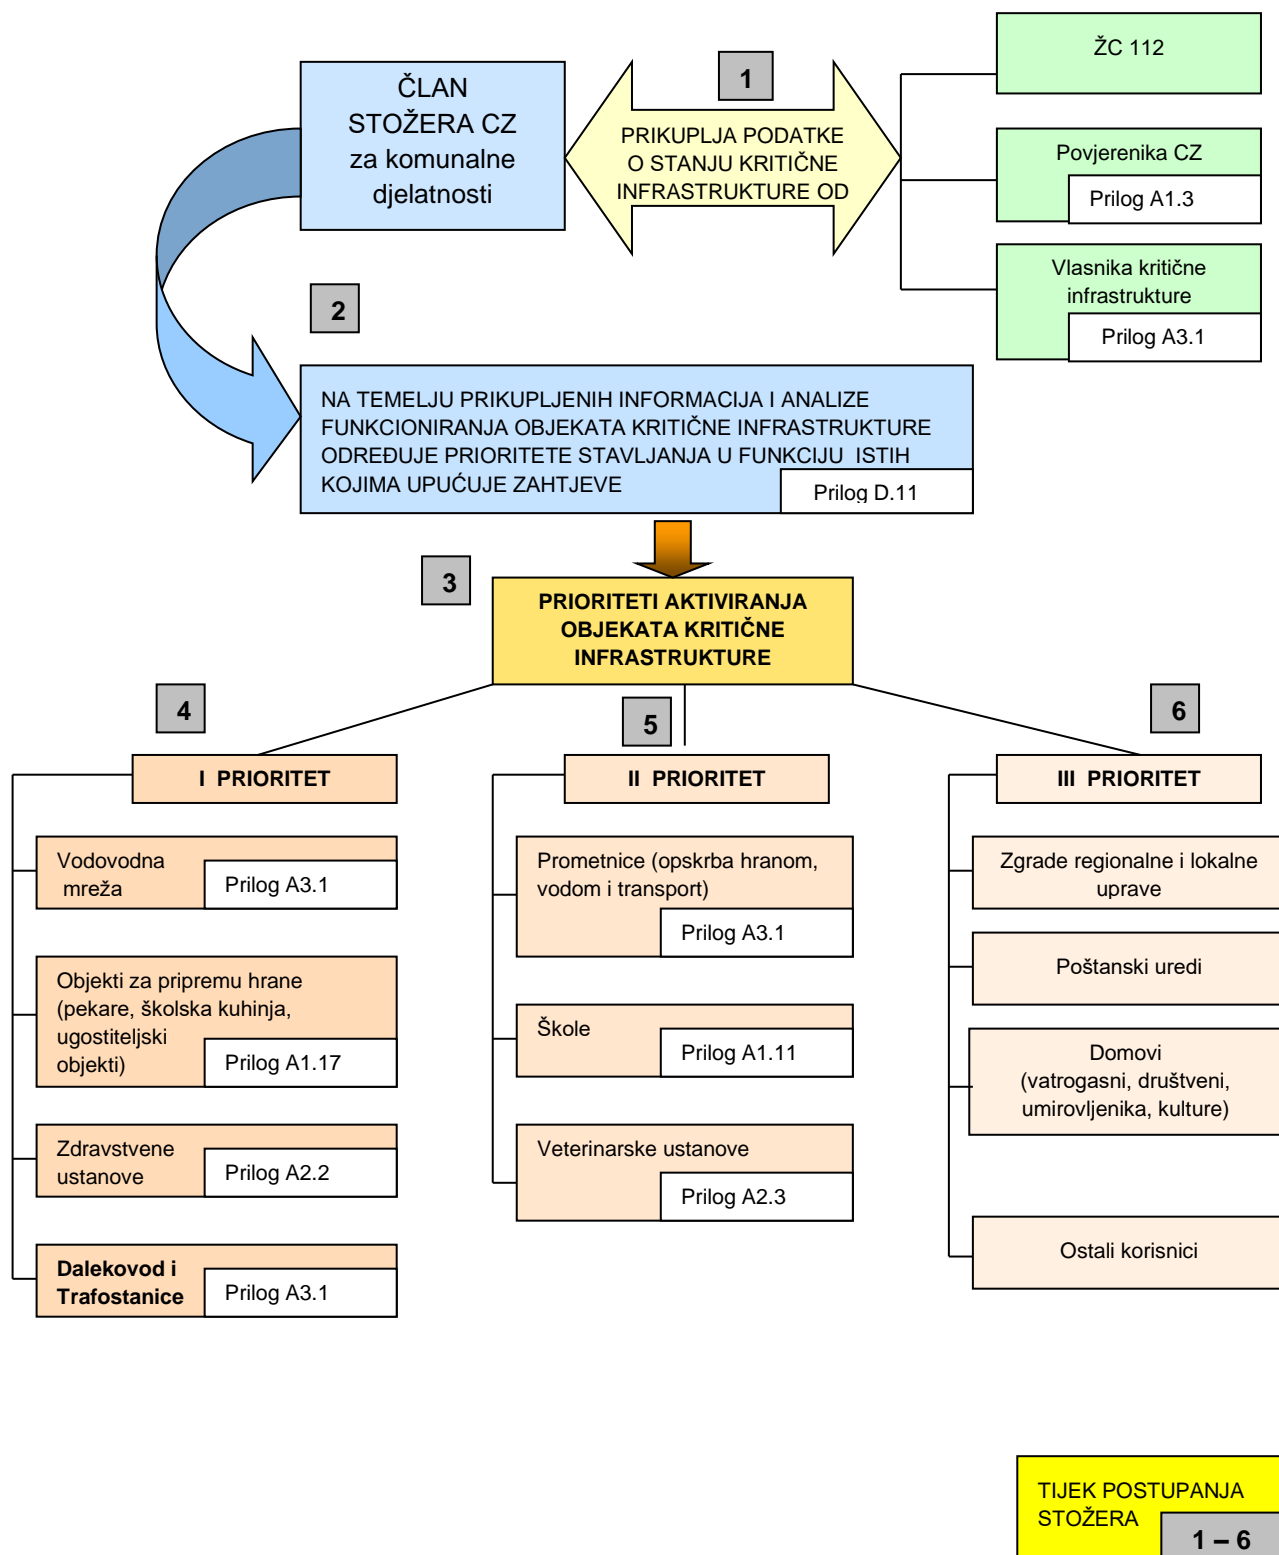 ČLAN
STOŽERA CZ
za komunalne
djelatnosti
1
PRIKUPLJA PODATKE
O STANJU KRITIČNE
INFRASTRUKTURE OD
ŽC 112
Povjerenika CZ
Prilog A1.3
Vlasnika kritične
infrastrukture
Prilog A3.1
2
NA TEMELJU PRIKUPLJENIH INFORMACIJA I ANALIZE
FUNKCIONIRANJA OBJEKATA KRITIČNE INFRASTRUKTURE
ODREĐUJE PRIORITETE STAVLJANJA U FUNKCIJU  ISTIH
KOJIMA UPUĆUJE ZAHTJEVE
Prilog D.11
3
PRIORITETI AKTIVIRANJA
OBJEKATA KRITIČNE
INFRASTRUKTURE
4
I  PRIORITET
Vodovodna
mreža
Prilog A3.1
Objekti za pripremu hrane
(pekare, školska kuhinja,
ugostiteljski
objekti)
Prilog A1.17
Zdravstvene
ustanove
Prilog A2.2
Dalekovod i
Trafostanice
Prilog A3.1
5
II  PRIORITET
Prometnice (opskrba hranom,
vodom i transport)
Prilog A3.1
Škole
Prilog A1.11
Veterinarske ustanove
Prilog A2.3
6
III  PRIORITET
Zgrade regionalne i lokalne
uprave
Poštanski uredi
Domovi
(vatrogasni, društveni,
umirovljenika, kulture)
Ostali korisnici
TIJEK POSTUPANJA
STOŽERA
1 – 6